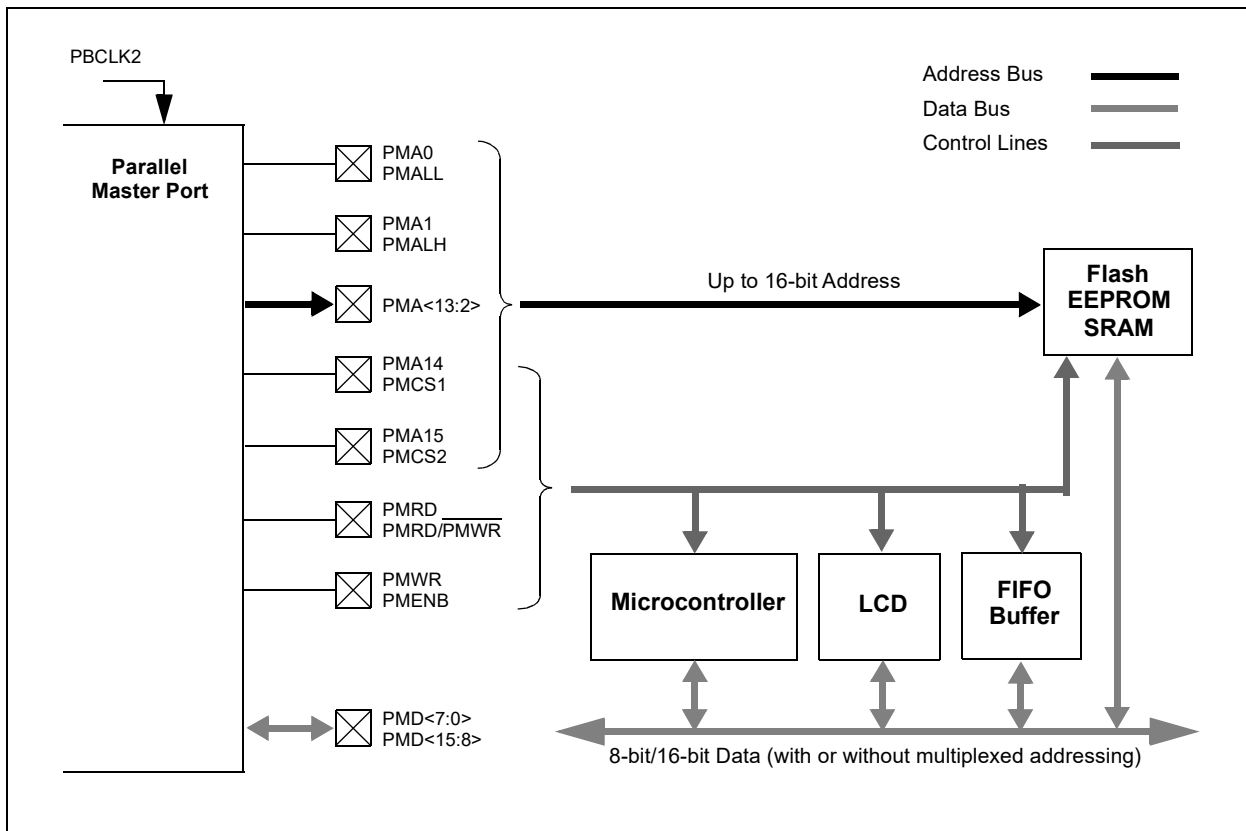 PBCLK2
Address Bus
Data Bus
Control Lines
Parallel
Master Port
PMA0
PMALL
PMA1
PMALH
PMA<13:2>
PMA14
PMCS1
PMA15
PMCS2
PMRD
PMRD/PMWR
PMWR
PMENB
PMD<7:0>
PMD<15:8>
Up to 16-bit Address
Flash
EEPROM
SRAM
Microcontroller
LCD
FIFO
Buffer
8-bit/16-bit Data (with or without multiplexed addressing)